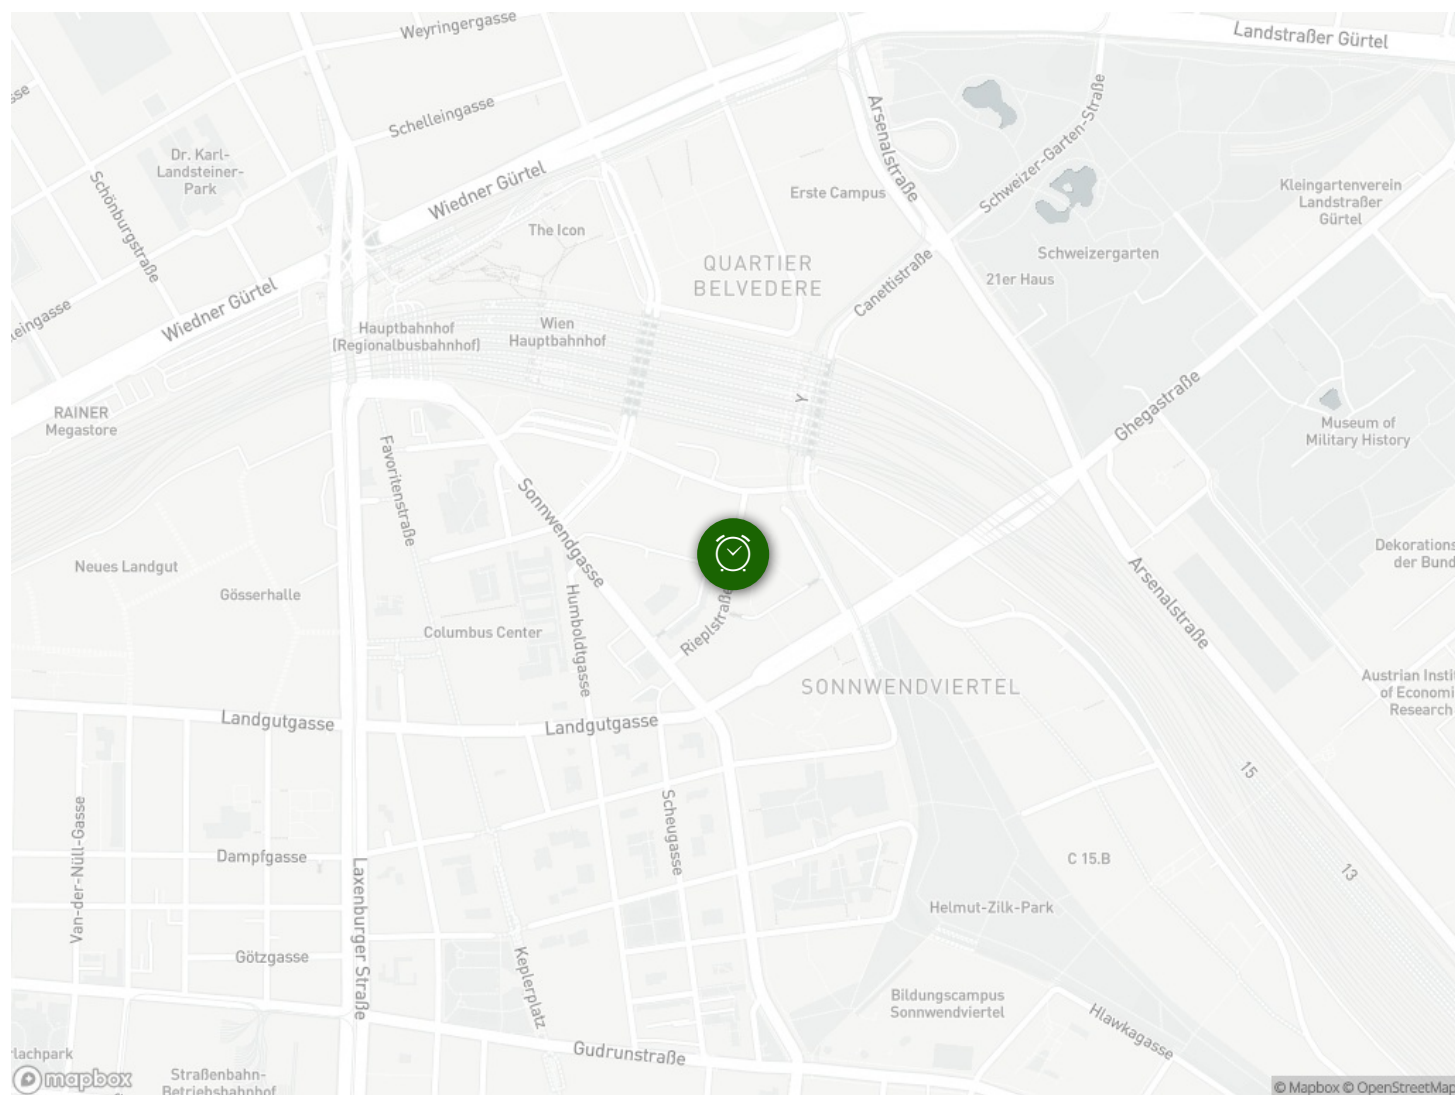 Weyringergasse
Landstraßer Gürtel
sse
Schelleingasse
Arsenalstraße
Schweizer-Garten-Straße
Dr. Karl-
Landsteiner-
Park
Schönburgstraße
Wiedner Gürtel
Erste Campus
Kleingartenverein
Landstraßer
Gürtel
The Icon
QUARTIER
BELVEDERE
Schweizergarten
Canettistraße
21er Haus
leingasse
Wiedner Gürtel
Hauptbahnhof
(Regionalbusbahnhof)
Wien
Hauptbahnhof
Y
Ghegastraße
RAINER
Megastore
Museum of
Military History
Favoritenstraße
Sonnwendgasse
Neues Landgut
Gösserhalle
Dekorations
der Bund
Arsenalstraße
Humboldtgasse
Columbus Center
Rieplstraße
SONNWENDVIERTEL
Austrian Insti
of Economi
Research
Landgutgasse
Landgutgasse
15
Van-der-Nüll-Gasse
Scheugasse
Dampfgasse
C 15.B
13
Laxenburger Straße
Helmut-Zilk-Park
Götzgasse
Keplerplatz
Bildungscampus
Sonnwendviertel
Hlawkagasse
Gudrunstraße
rlachpark
mapbox
Straßenbahn-
Betriebsbahnhof
© Mapbox © OpenStreetMap